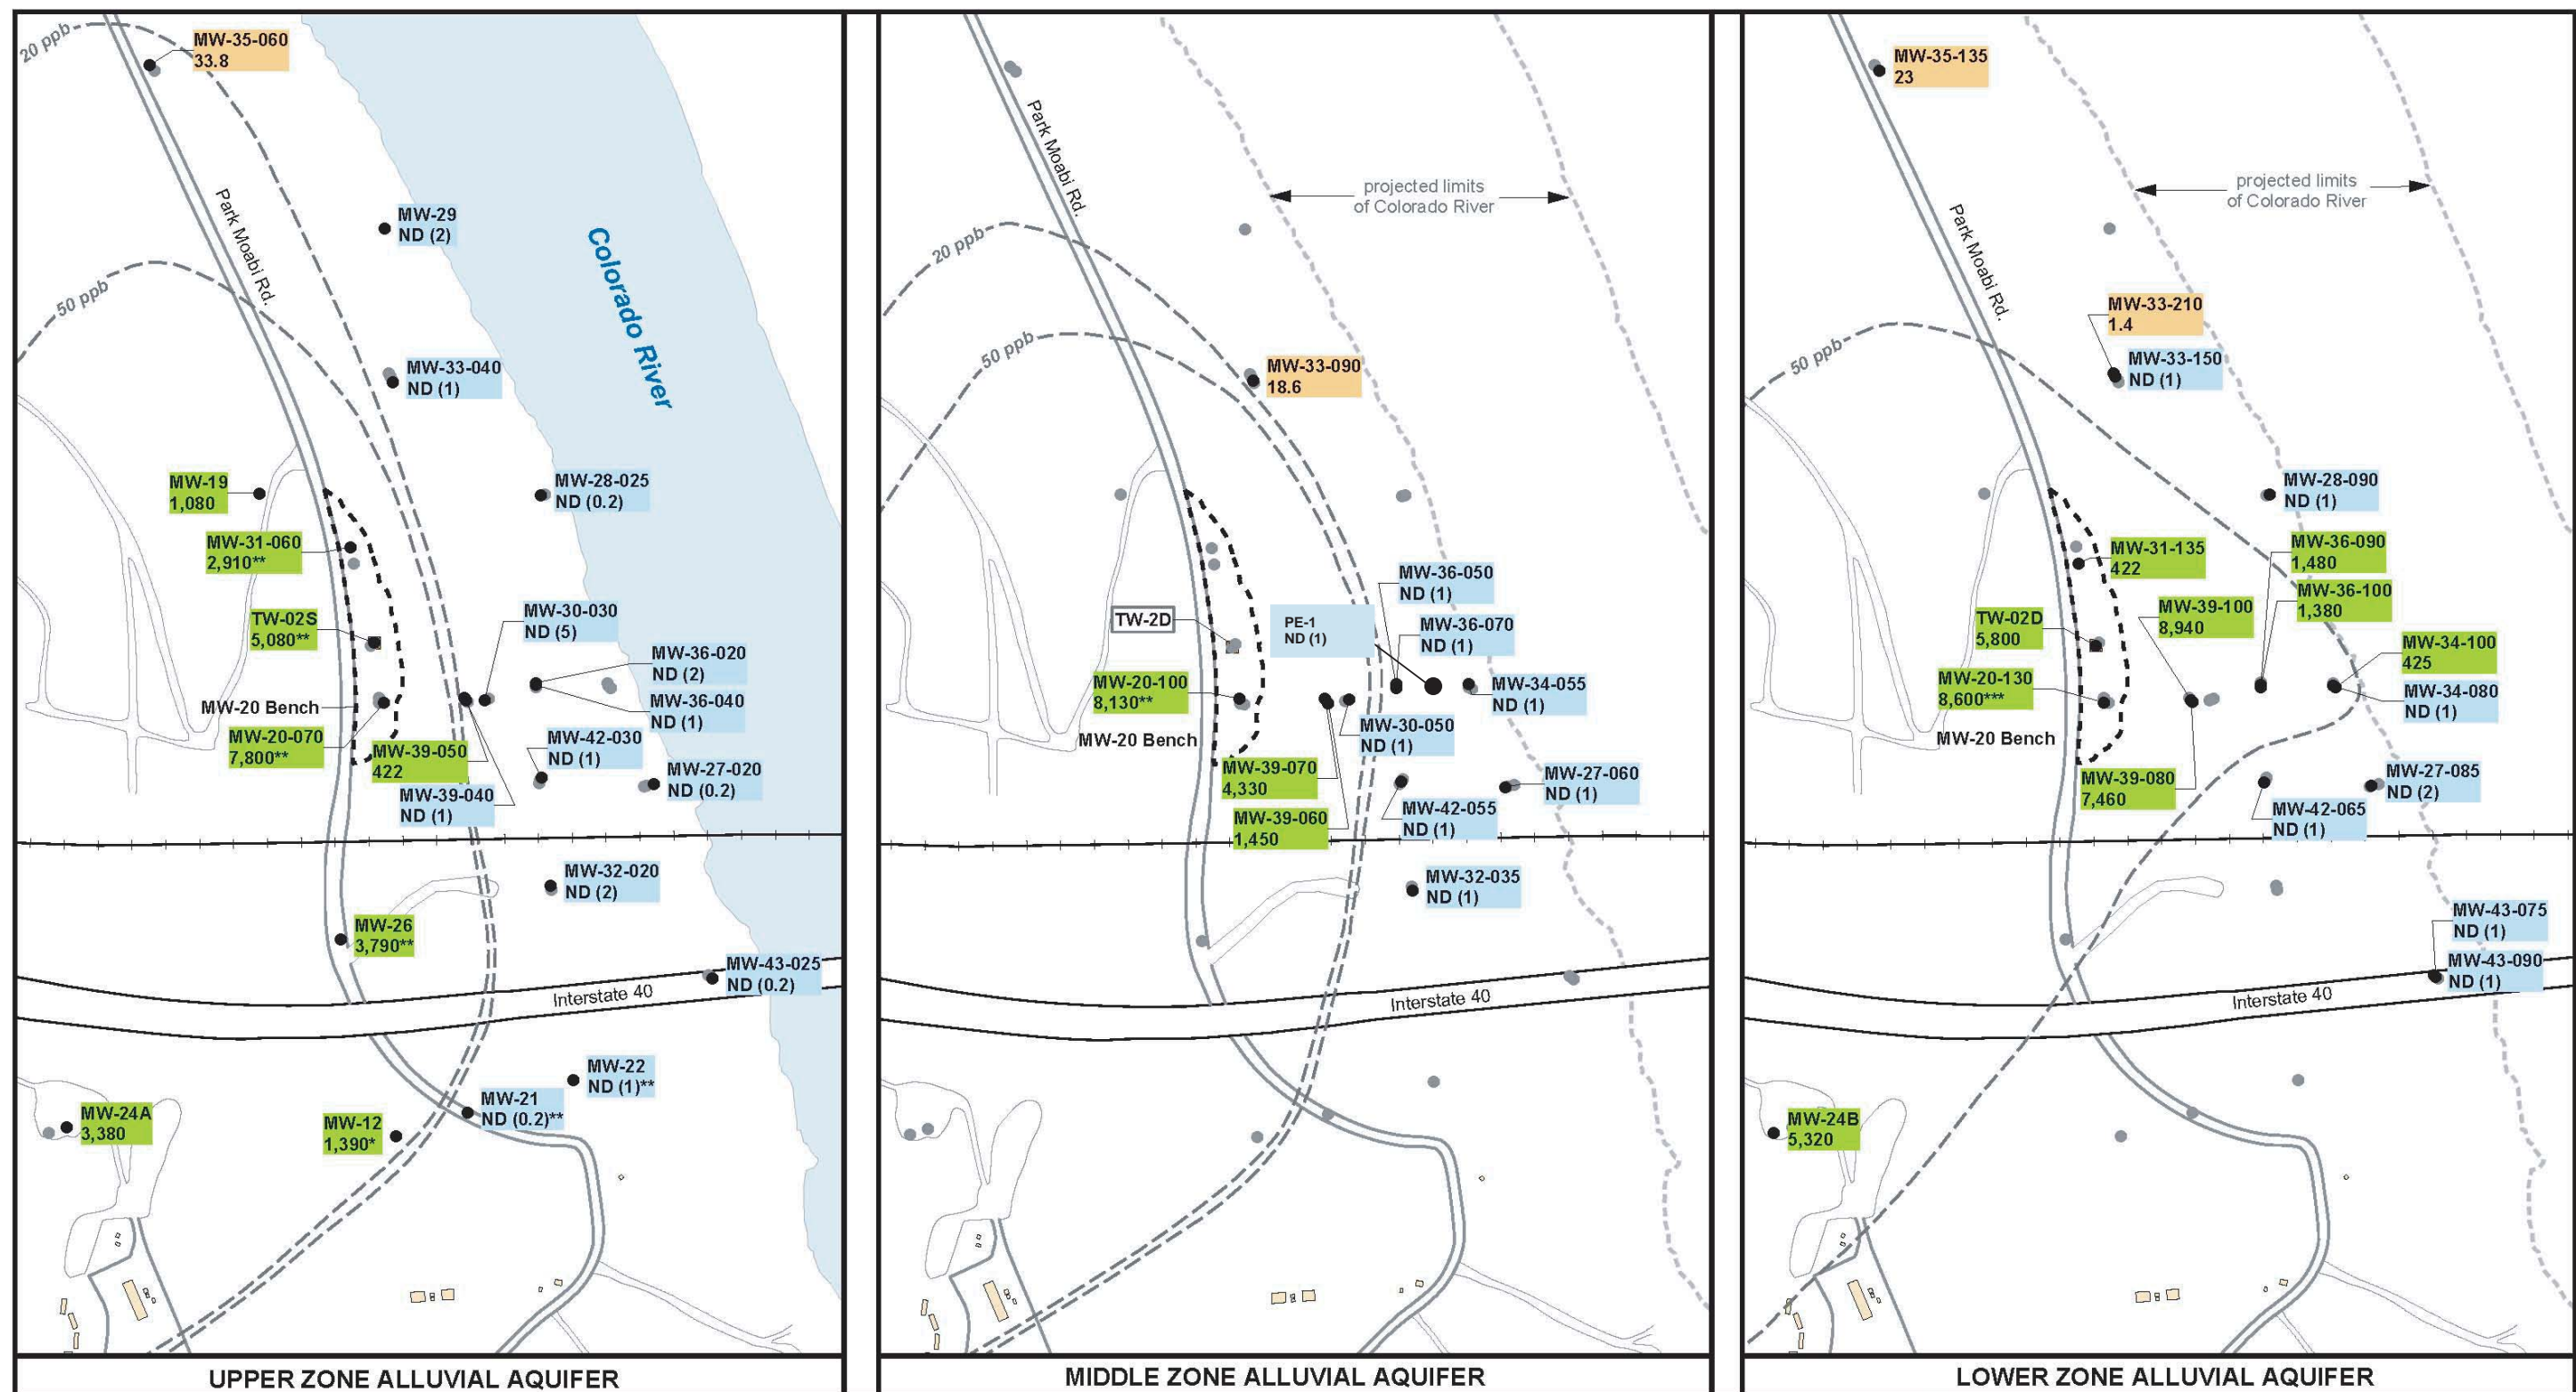 20 ppb
MW-35-060
33.8
MW-29
ND (2)
Park Moabi Rd.
Colorado River
50 ppb
MW-33-040
ND (1)
MW-19
1,080
MW-28-025
ND (0.2)
MW-31-060
2,910**
TW-02S
5,080**
MW-30-030
ND (5)
MW-36-020
ND (2)
MW-20 Bench
MW-36-040
ND (1)
MW-20-070
7,800**
MW-39-050
422
MW-42-030
ND (1)
MW-27-020
ND (0.2)
MW-39-040
ND (1)
MW-32-020
ND (2)
MW-26
3,790**
MW-43-025
ND (0.2)
Interstate 40
MW-22
ND (1)**
MW-21
ND (0.2)**
MW-24A
3,380
MW-12
1,390*
UPPER ZONE ALLUVIAL AQUIFER
Park Moabi Rd.
projected limits
of Colorado River
20 ppb
50 ppb
MW-33-090
18.6
MW-36-050
ND (1)
TW-2D
PE-1
ND (1)
MW-36-070
ND (1)
MW-20-100
8,130**
MW-34-055
ND (1)
MW-20 Bench
MW-30-050
ND (1)
MW-39-070
4,330
MW-27-060
ND (1)
MW-39-060
1,450
MW-42-055
ND (1)
MW-32-035
ND (1)
Interstate 40
MIDDLE ZONE ALLUVIAL AQUIFER
MW-35-135
23
projected limits
of Colorado River
Park Moabi Rd.
MW-33-210
1.4
50 ppb
MW-33-150
ND (1)
MW-28-090
ND (1)
MW-31-135
422
MW-36-090
1,480
MW-36-100
1,380
MW-39-100
8,940
TW-02D
5,800
MW-34-100
425
MW-20-130
8,600***
MW-34-080
ND (1)
MW-20 Bench
MW-39-080
7,460
MW-27-085
ND (2)
MW-42-065
ND (1)
MW-43-075
ND (1)
MW-43-090
ND (1)
Interstate 40
MW-24B
5,320
LOWER ZONE ALLUVIAL AQUIFER